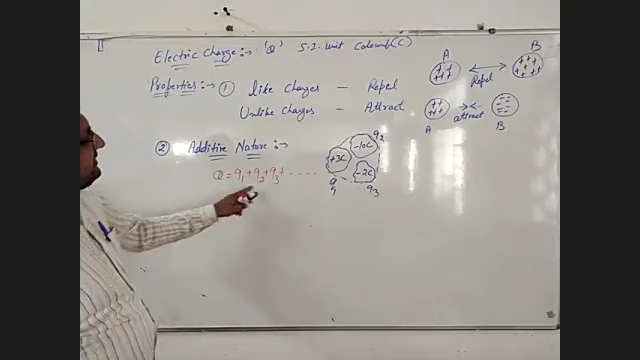 Electric Charge :→ 'Q' S.I. Unit Coloumb (C)
Properties :→ ① like Charges — Repel
Unlike Charges — Attract
A B
+ + + + + + Repel
+ + + + - - - - attract
A B
② Additive Nature :→
Q = q1 + q2 + q3 + - - - -
+3C -10C -2C
q1 q2 q3